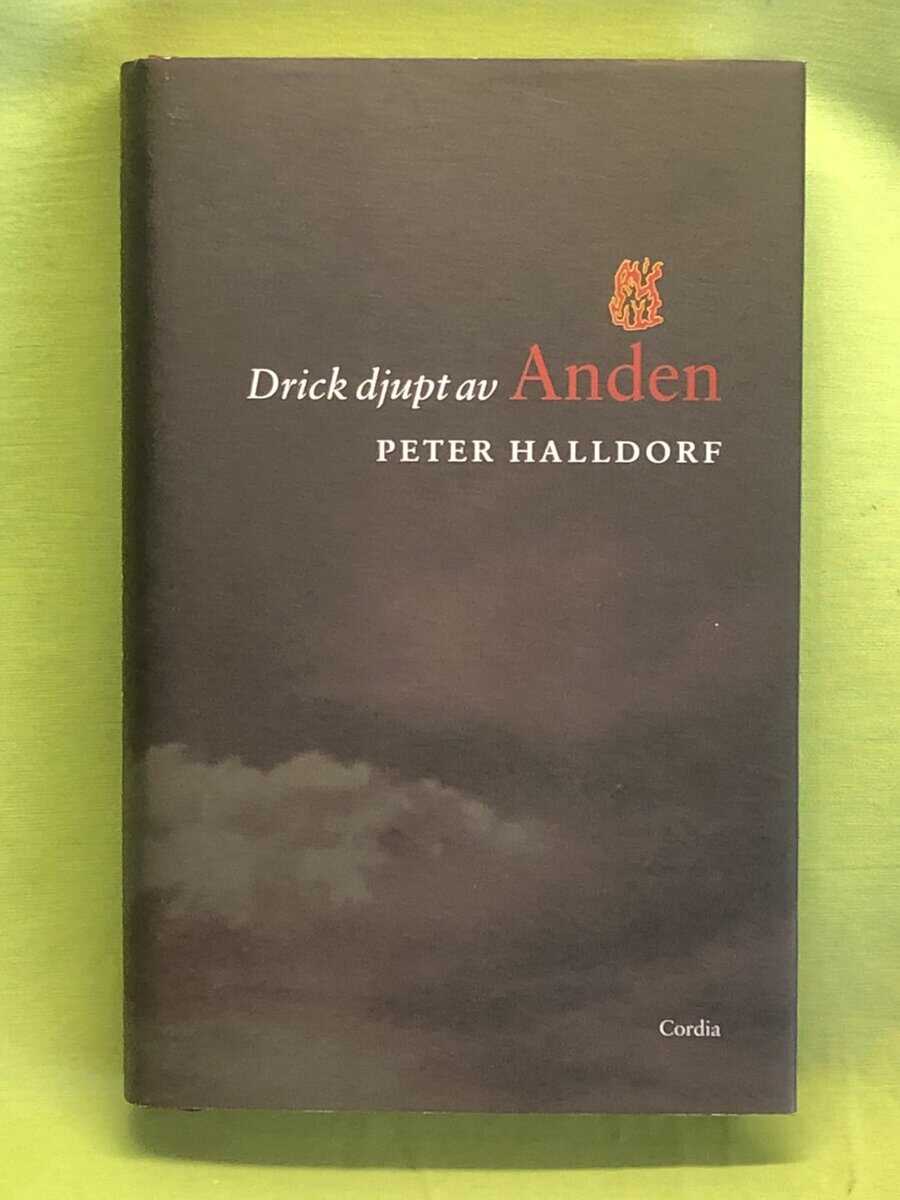 Drick djupt av Anden
PETER HALLDORF
Cordia